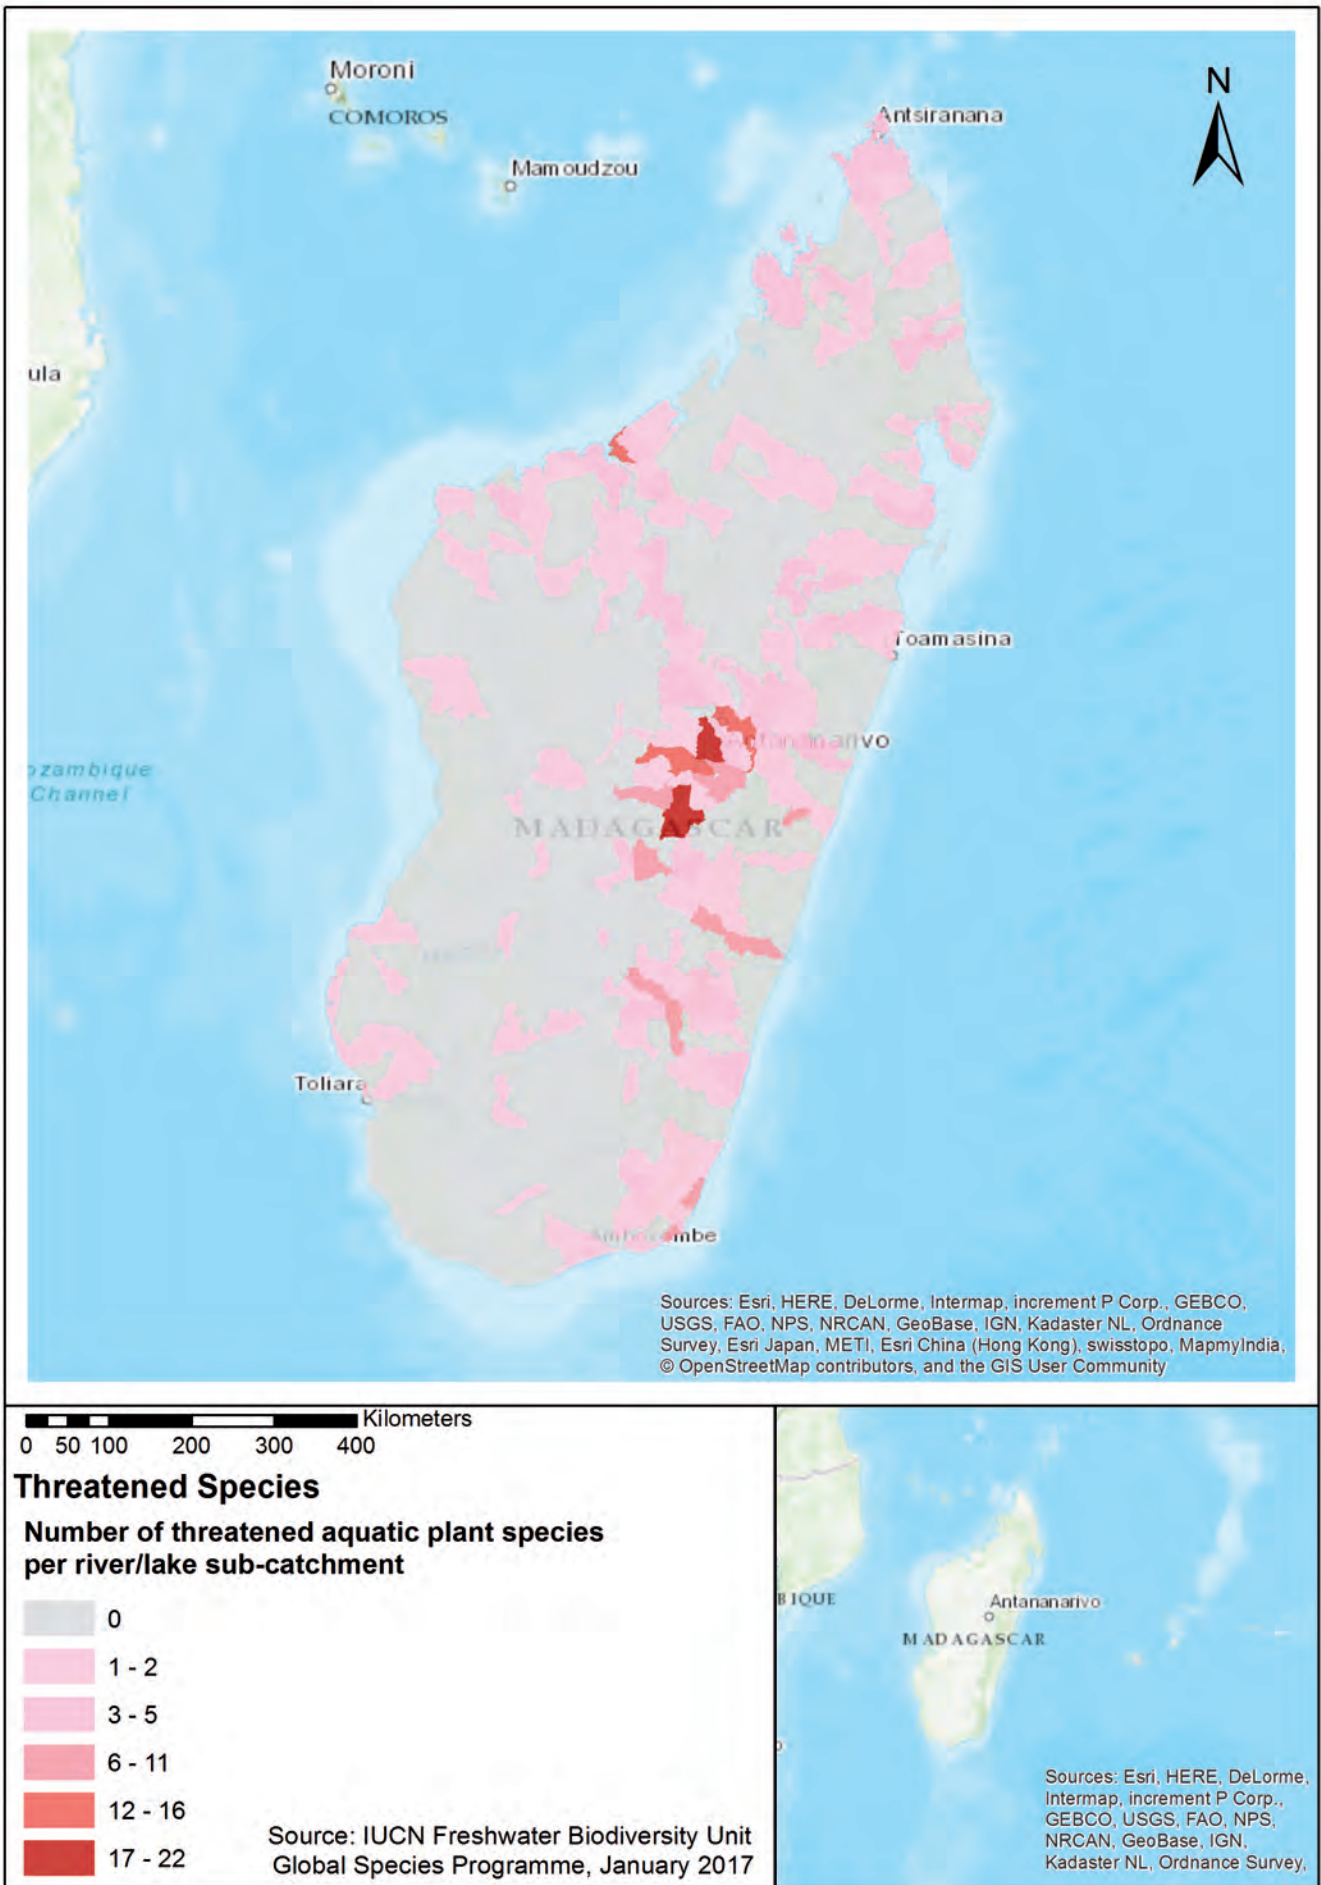 Moroni
COMOROS
Mamoudzou
N
Antsiranana
ula
Toamasina
Antananarivo
ozambique
Channel
MADAGASCAR
Toliara
Sources: Esri, HERE, DeLorme, Intermap, increment P Corp., GEBCO,
USGS, FAO, NPS, NRCAN, GeoBase, IGN, Kadaster NL, Ordnance
Survey, Esri Japan, METI, Esri China (Hong Kong), swisstopo, MapmyIndia,
© OpenStreetMap contributors, and the GIS User Community
Kilometers
0 50 100 200 300 400
Threatened Species
Number of threatened aquatic plant species
per river/lake sub-catchment
0
1 - 2
3 - 5
6 - 11
12 - 16
17 - 22
Source: IUCN Freshwater Biodiversity Unit
Global Species Programme, January 2017
BIQUE
Antananarivo
MADAGASCAR
Sources: Esri, HERE, DeLorme,
Intermap, increment P Corp.,
GEBCO, USGS, FAO, NPS,
NRCAN, GeoBase, IGN,
Kadaster NL, Ordnance Survey,